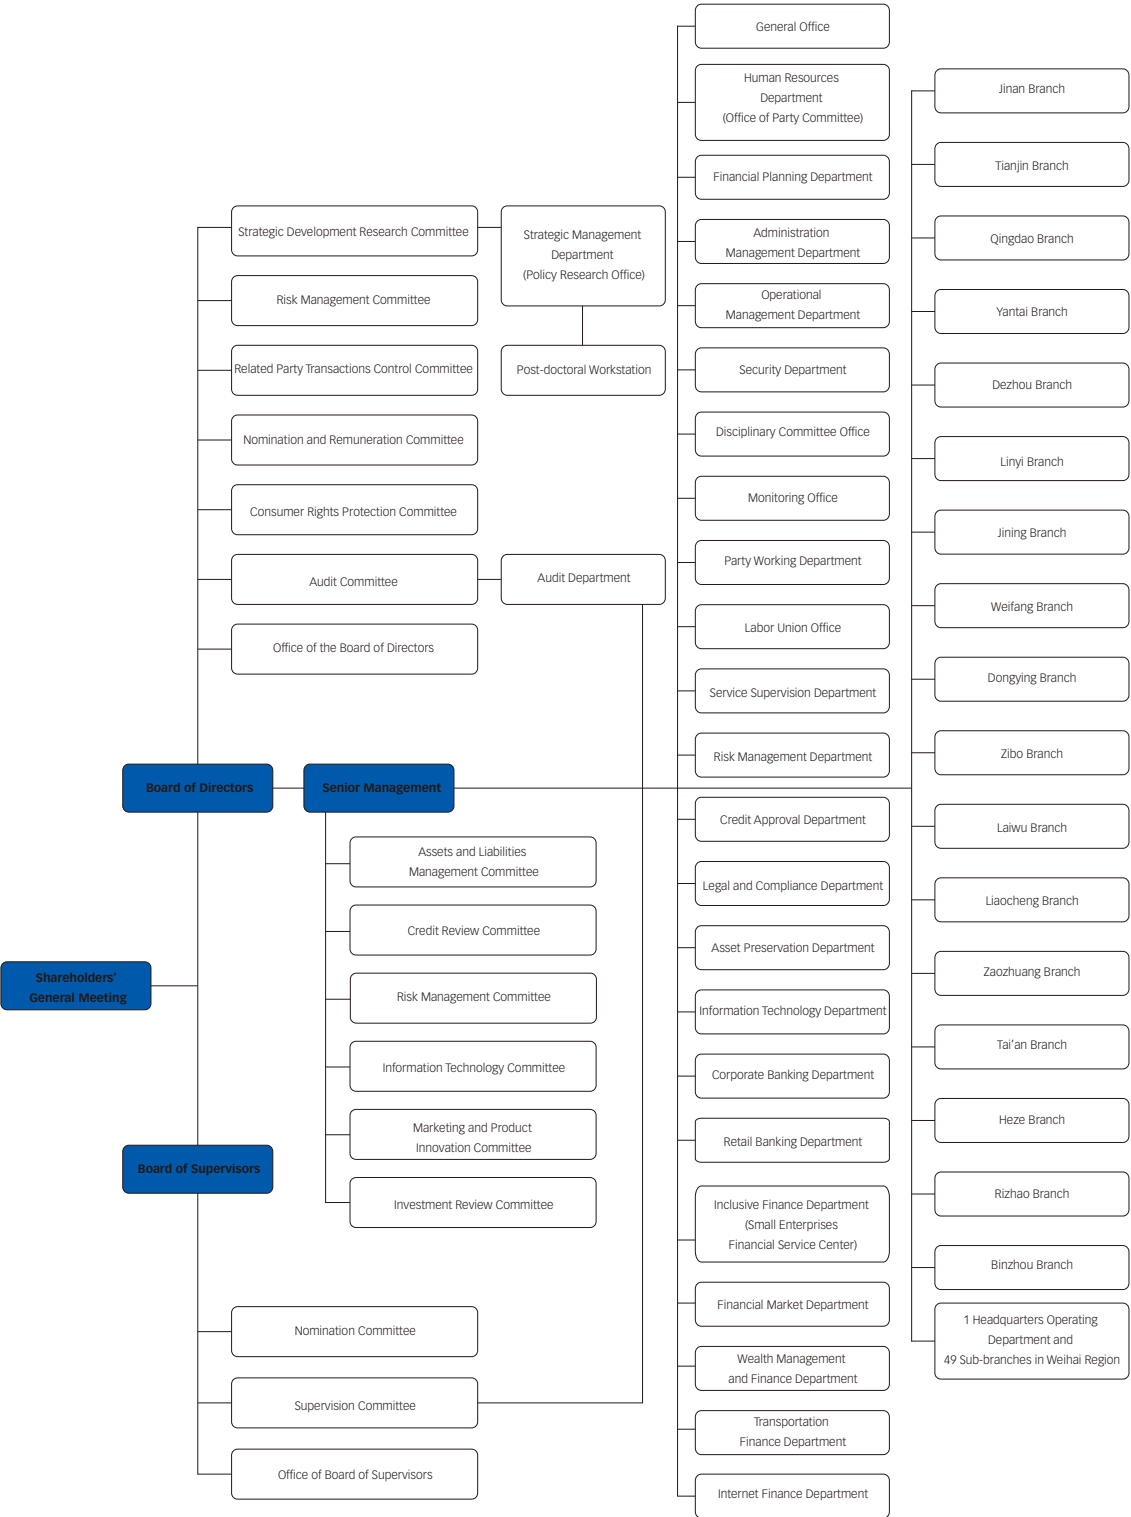 Shareholders'
General Meeting
Board of Directors
Board of Supervisors
Senior Management
Strategic Development Research Committee
Risk Management Committee
Related Party Transactions Control Committee
Nomination and Remuneration Committee
Consumer Rights Protection Committee
Audit Committee
Office of the Board of Directors
Strategic Management
Department
(Policy Research Office)
Post-doctoral Workstation
Audit Department
Assets and Liabilities
Management Committee
Credit Review Committee
Risk Management Committee
Information Technology Committee
Marketing and Product
Innovation Committee
Investment Review Committee
Nomination Committee
Supervision Committee
Office of Board of Supervisors
General Office
Human Resources
Department
(Office of Party Committee)
Financial Planning Department
Administration
Management Department
Operational
Management Department
Security Department
Disciplinary Committee Office
Monitoring Office
Party Working Department
Labor Union Office
Service Supervision Department
Risk Management Department
Credit Approval Department
Legal and Compliance Department
Asset Preservation Department
Information Technology Department
Corporate Banking Department
Retail Banking Department
Inclusive Finance Department
(Small Enterprises
Financial Service Center)
Financial Market Department
Wealth Management
and Finance Department
Transportation
Finance Department
Internet Finance Department
Jinan Branch
Tianjin Branch
Qingdao Branch
Yantai Branch
Dezhou Branch
Linyi Branch
Jining Branch
Weifang Branch
Dongying Branch
Zibo Branch
Laiwu Branch
Liaocheng Branch
Zaozhuang Branch
Tai'an Branch
Heze Branch
Rizhao Branch
Binzhou Branch
1 Headquarters Operating
Department and
49 Sub-branches in Weihai Region